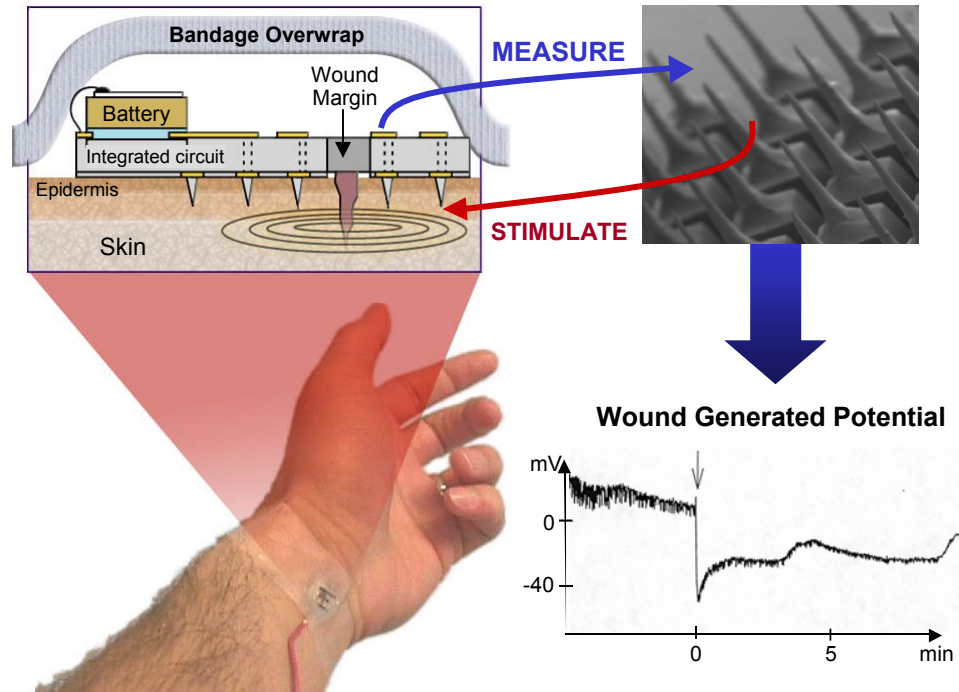 Bandage Overwrap
Wound
Margin
Battery
Integrated circuit
Epidermis
Skin
MEASURE
STIMULATE
Wound Generated Potential
mV
0
-40
0
5
min